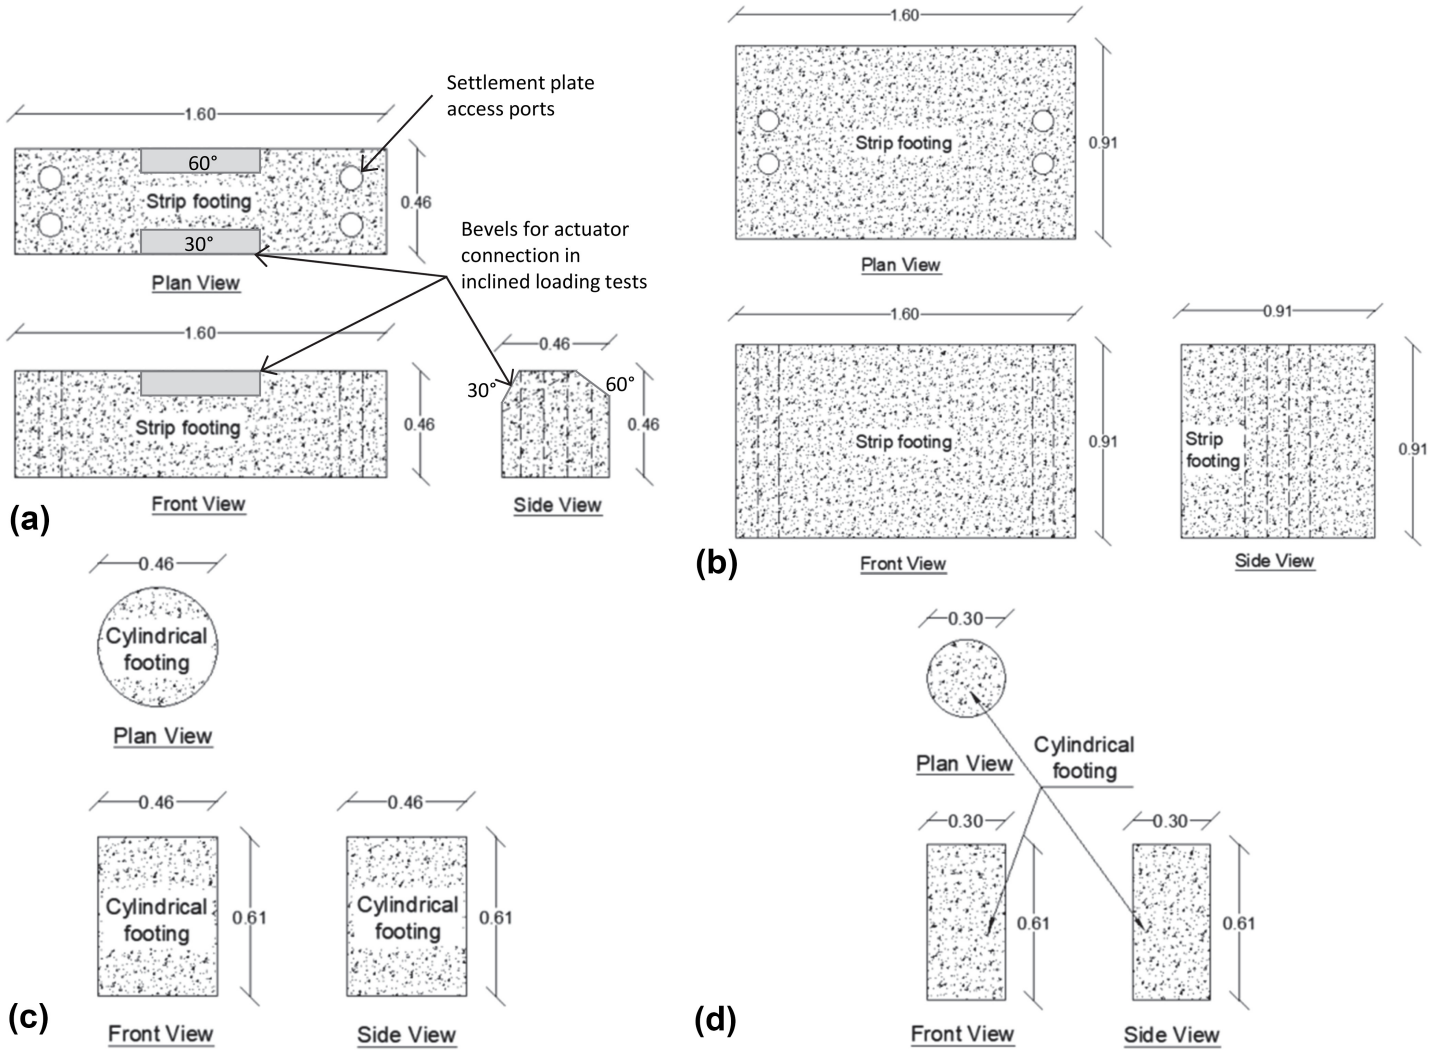 1.60
Settlement plate
access ports
60°
Strip footing
30°
0.46
Plan View
Bevels for actuator
connection in
inclined loading tests
1.60
Strip footing
0.46
Front View
0.46
30°
60°
0.46
Side View
(a)
1.60
Strip footing
0.91
Plan View
1.60
Strip footing
0.91
Front View
0.91
Strip
footing
0.91
Side View
(b)
0.46
Cylindrical
footing
Plan View
0.46
Cylindrical
footing
0.61
Front View
0.46
Cylindrical
footing
0.61
Side View
(c)
0.30
Plan View
Cylindrical
footing
0.30
0.61
Front View
0.30
0.61
Side View
(d)